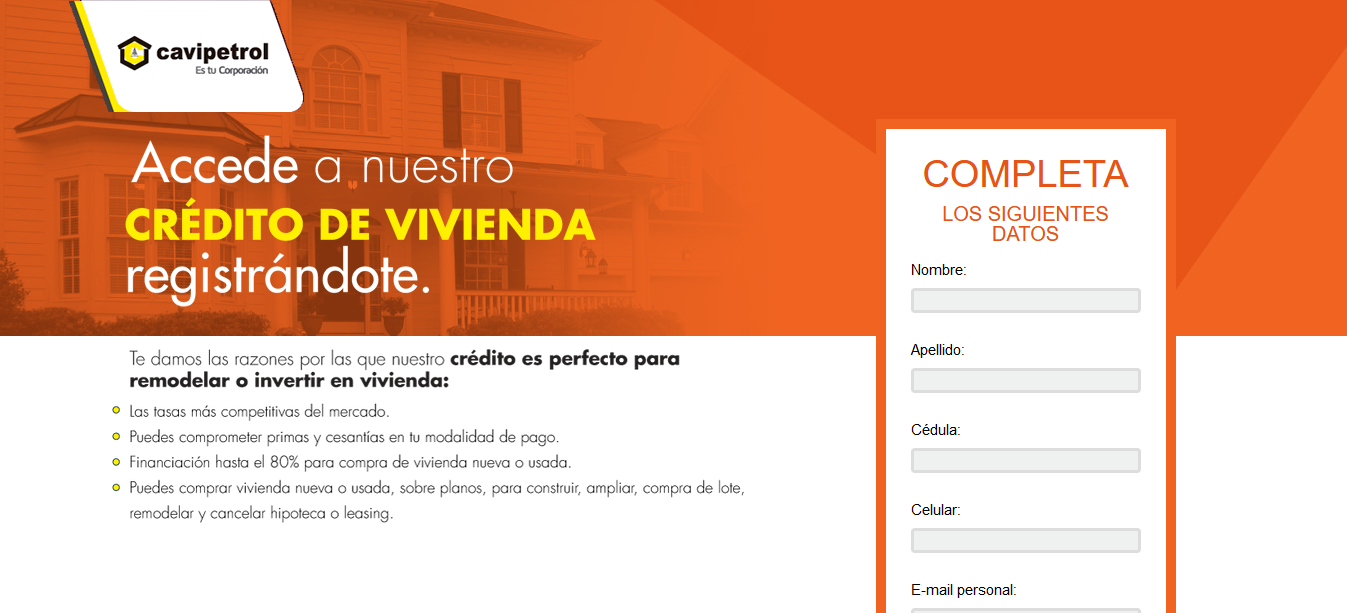 cavipetrol
Es tu Corporación
Accede a nuestro
CRÉDITO DE VIVIENDA
registrándote.
Te damos las razones por las que nuestro crédito es perfecto para
remodelar o invertir en vivienda:
Las tasas más competitivas del mercado.
Puedes comprometer primas y cesantías en tu modalidad de pago.
Financiación hasta el 80% para compra de vivienda nueva o usada.
Puedes comprar vivienda nueva o usada, sobre planos, para construir, ampliar, compra de lote,
remodelar y cancelar hipoteca o leasing.
COMPLETA
LOS SIGUIENTES
DATOS
Nombre:
Apellido:
Cédula:
Celular:
E-mail personal: